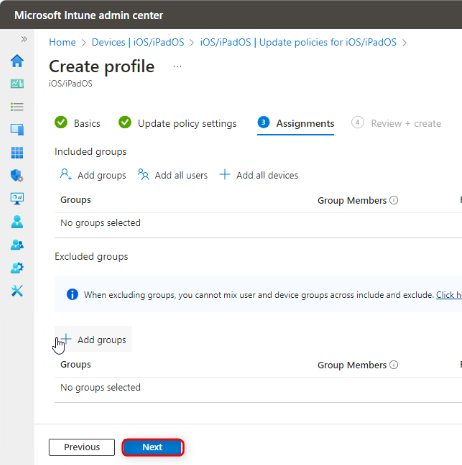 Microsoft Intune admin center
Home > Devices | iOS/iPadOS > iOS/iPadOS | Update policies for iOS/iPadOS >
Create profile ...
iOS/iPadOS
Basics Update policy settings 3 Assignments 4 Review + create
Included groups
Add groups Add all users Add all devices
Groups Group Members
No groups selected
Excluded groups
When excluding groups, you cannot mix user and device groups across include and exclude. Click h
Add groups
Groups Group Members
No groups selected
Previous Next